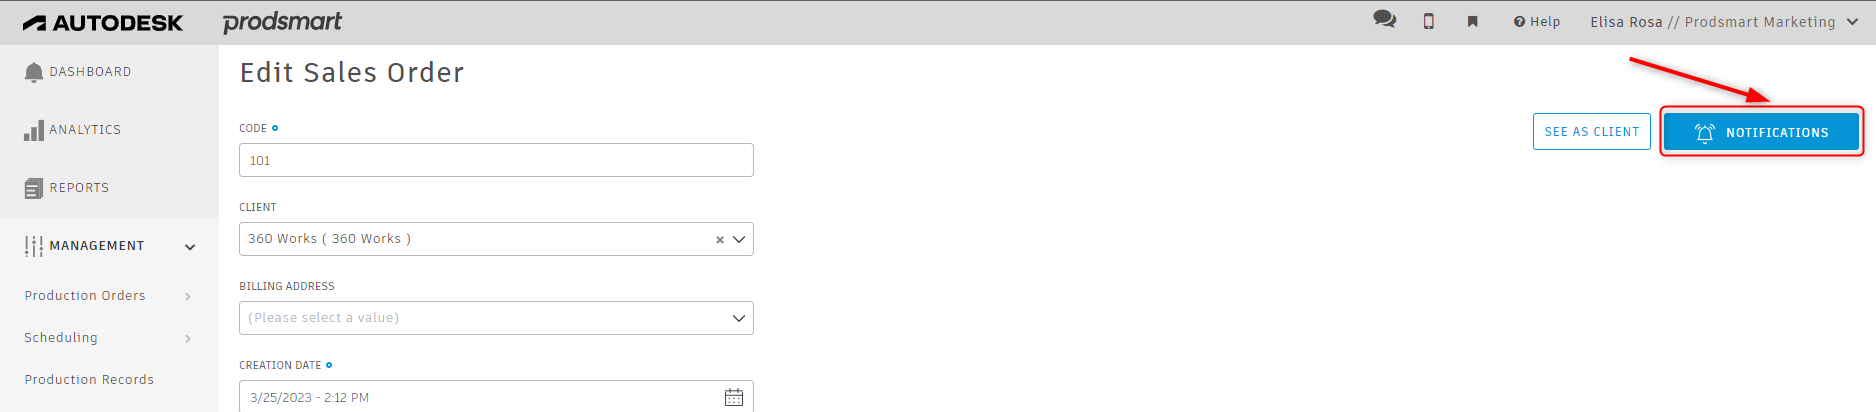 AUTODESK prodsmart Help Elisa Rosa // Prodsmart Marketing
DASHBOARD
ANALYTICS
REPORTS
MANAGEMENT
Production Orders
Scheduling
Production Records
Edit Sales Order
SEE AS CLIENT NOTIFICATIONS
CODE
101
CLIENT
360 Works ( 360 Works )
BILLING ADDRESS
(Please select a value)
CREATION DATE
3/25/2023 - 2:12 PM